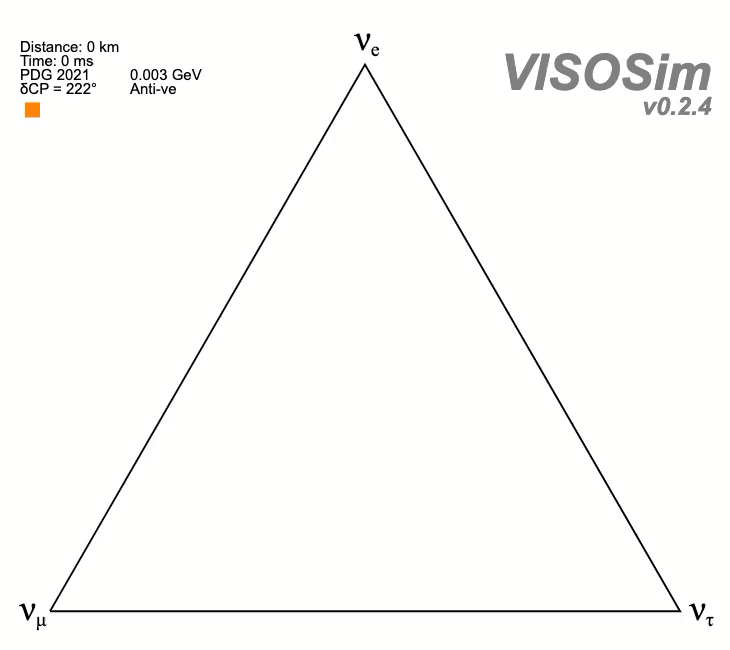 νe
Distance: 0 km
Time: 0 ms
PDG 2021 0.003 GeV
δCP = 222° Anti-ve
VISOSim
v0.2.4
νμ ντ